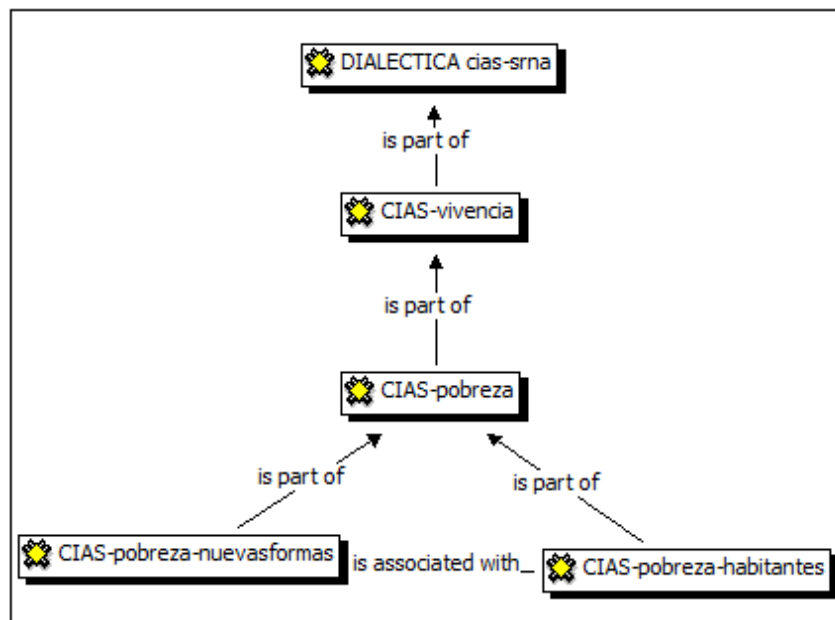 DIALECTICA cias-srna
is part of
CIAS-vivencia
is part of
CIAS-pobreza
is part of
is part of
CIAS-pobreza-nuevasformas
is associated with_
CIAS-pobreza-habitantes